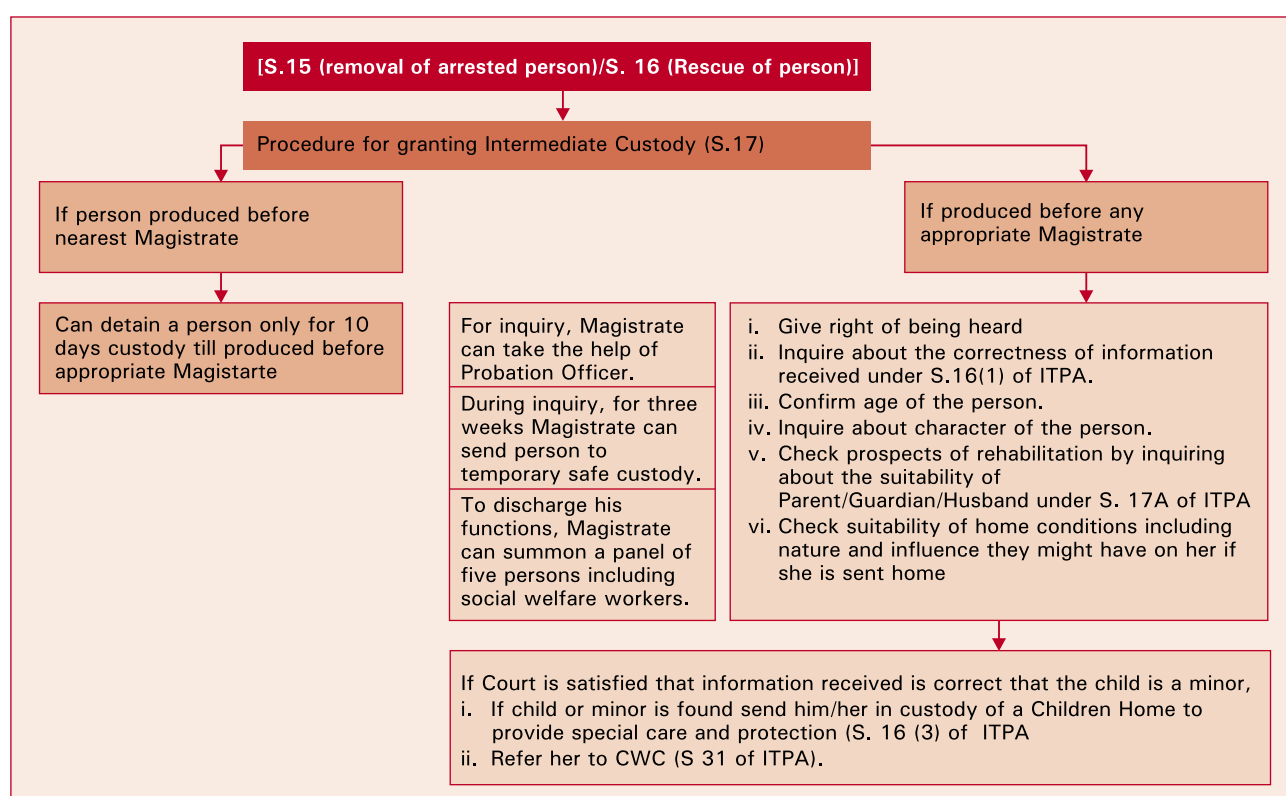 [S.15 (removal of arrested person)/S. 16 (Rescue of person)]
Procedure for granting Intermediate Custody (S.17)
If person produced before
nearest Magistrate
If produced before any
appropriate Magistrate
Can detain a person only for 10
days custody till produced before
appropriate Magistarte
For inquiry, Magistrate
can take the help of
Probation Officer.
During inquiry, for three
weeks Magistrate can
send person to
temporary safe custody.
To discharge his
functions, Magistrate
can summon a panel of
five persons including
social welfare workers.
i. Give right of being heard
ii. Inquire about the correctness of information
received under S.16(1) of ITPA.
iii. Confirm age of the person.
iv. Inquire about character of the person.
v. Check prospects of rehabilitation by inquiring
about the suitability of
Parent/Guardian/Husband under S. 17A of ITPA
vi. Check suitability of home conditions including
nature and influence they might have on her if
she is sent home
If Court is satisfied that information received is correct that the child is a minor,
i. If child or minor is found send him/her in custody of a Children Home to
provide special care and protection (S. 16 (3) of ITPA
ii. Refer her to CWC (S 31 of ITPA).